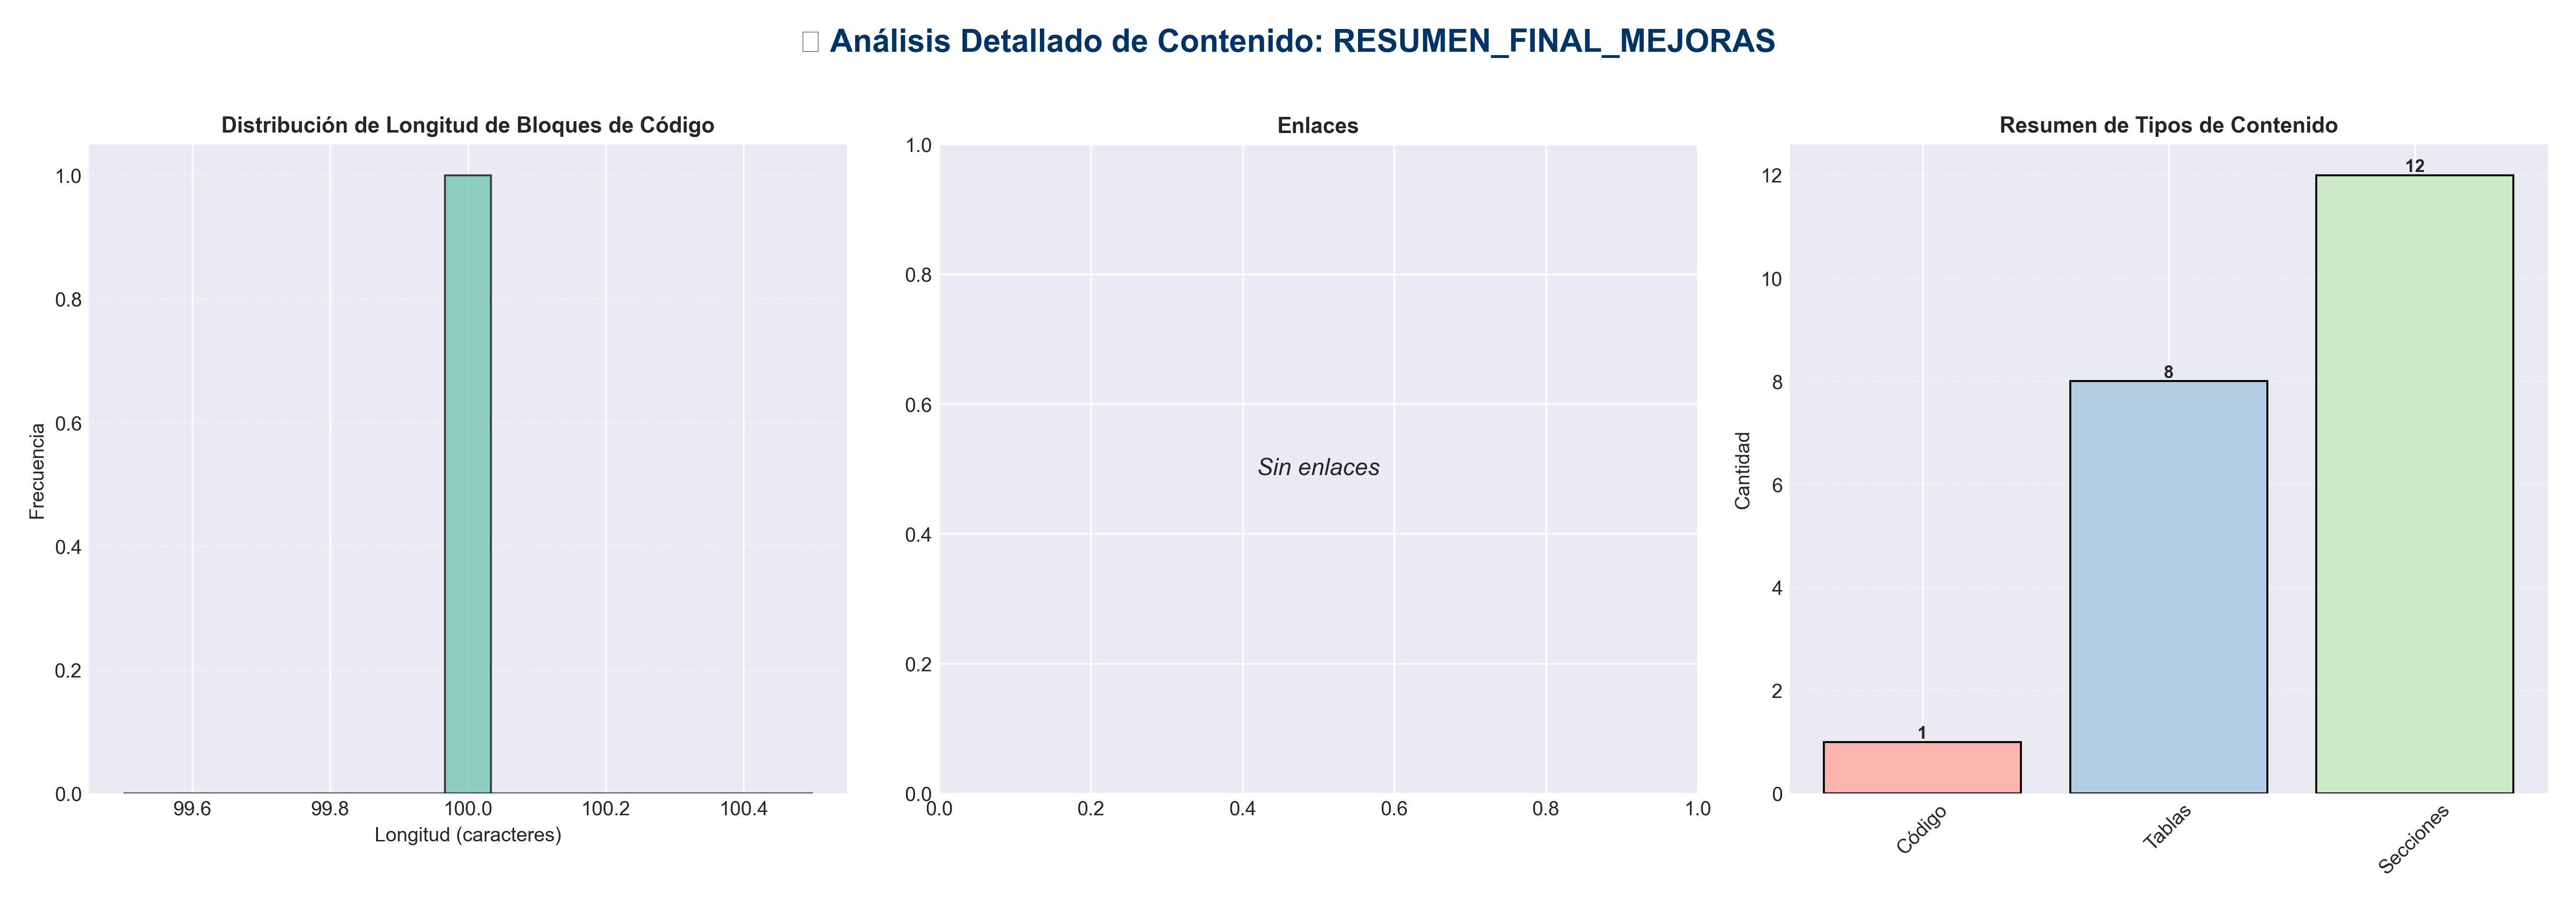 Análisis Detallado de Contenido: RESUMEN_FINAL_MEJORAS
Distribución de Longitud de Bloques de Código
1.0
0.8
0.6
0.4
0.2
0.0
Frecuencia
99.6 99.8 100.0 100.2 100.4
Longitud (caracteres)
Enlaces
1.0
0.8
0.6
0.4
0.2
0.0
Sin enlaces
0.0 0.2 0.4 0.6 0.8 1.0
Resumen de Tipos de Contenido
12
10
8
6
4
2
0
Cantidad
1
8
12
Código
Tablas
Secciones